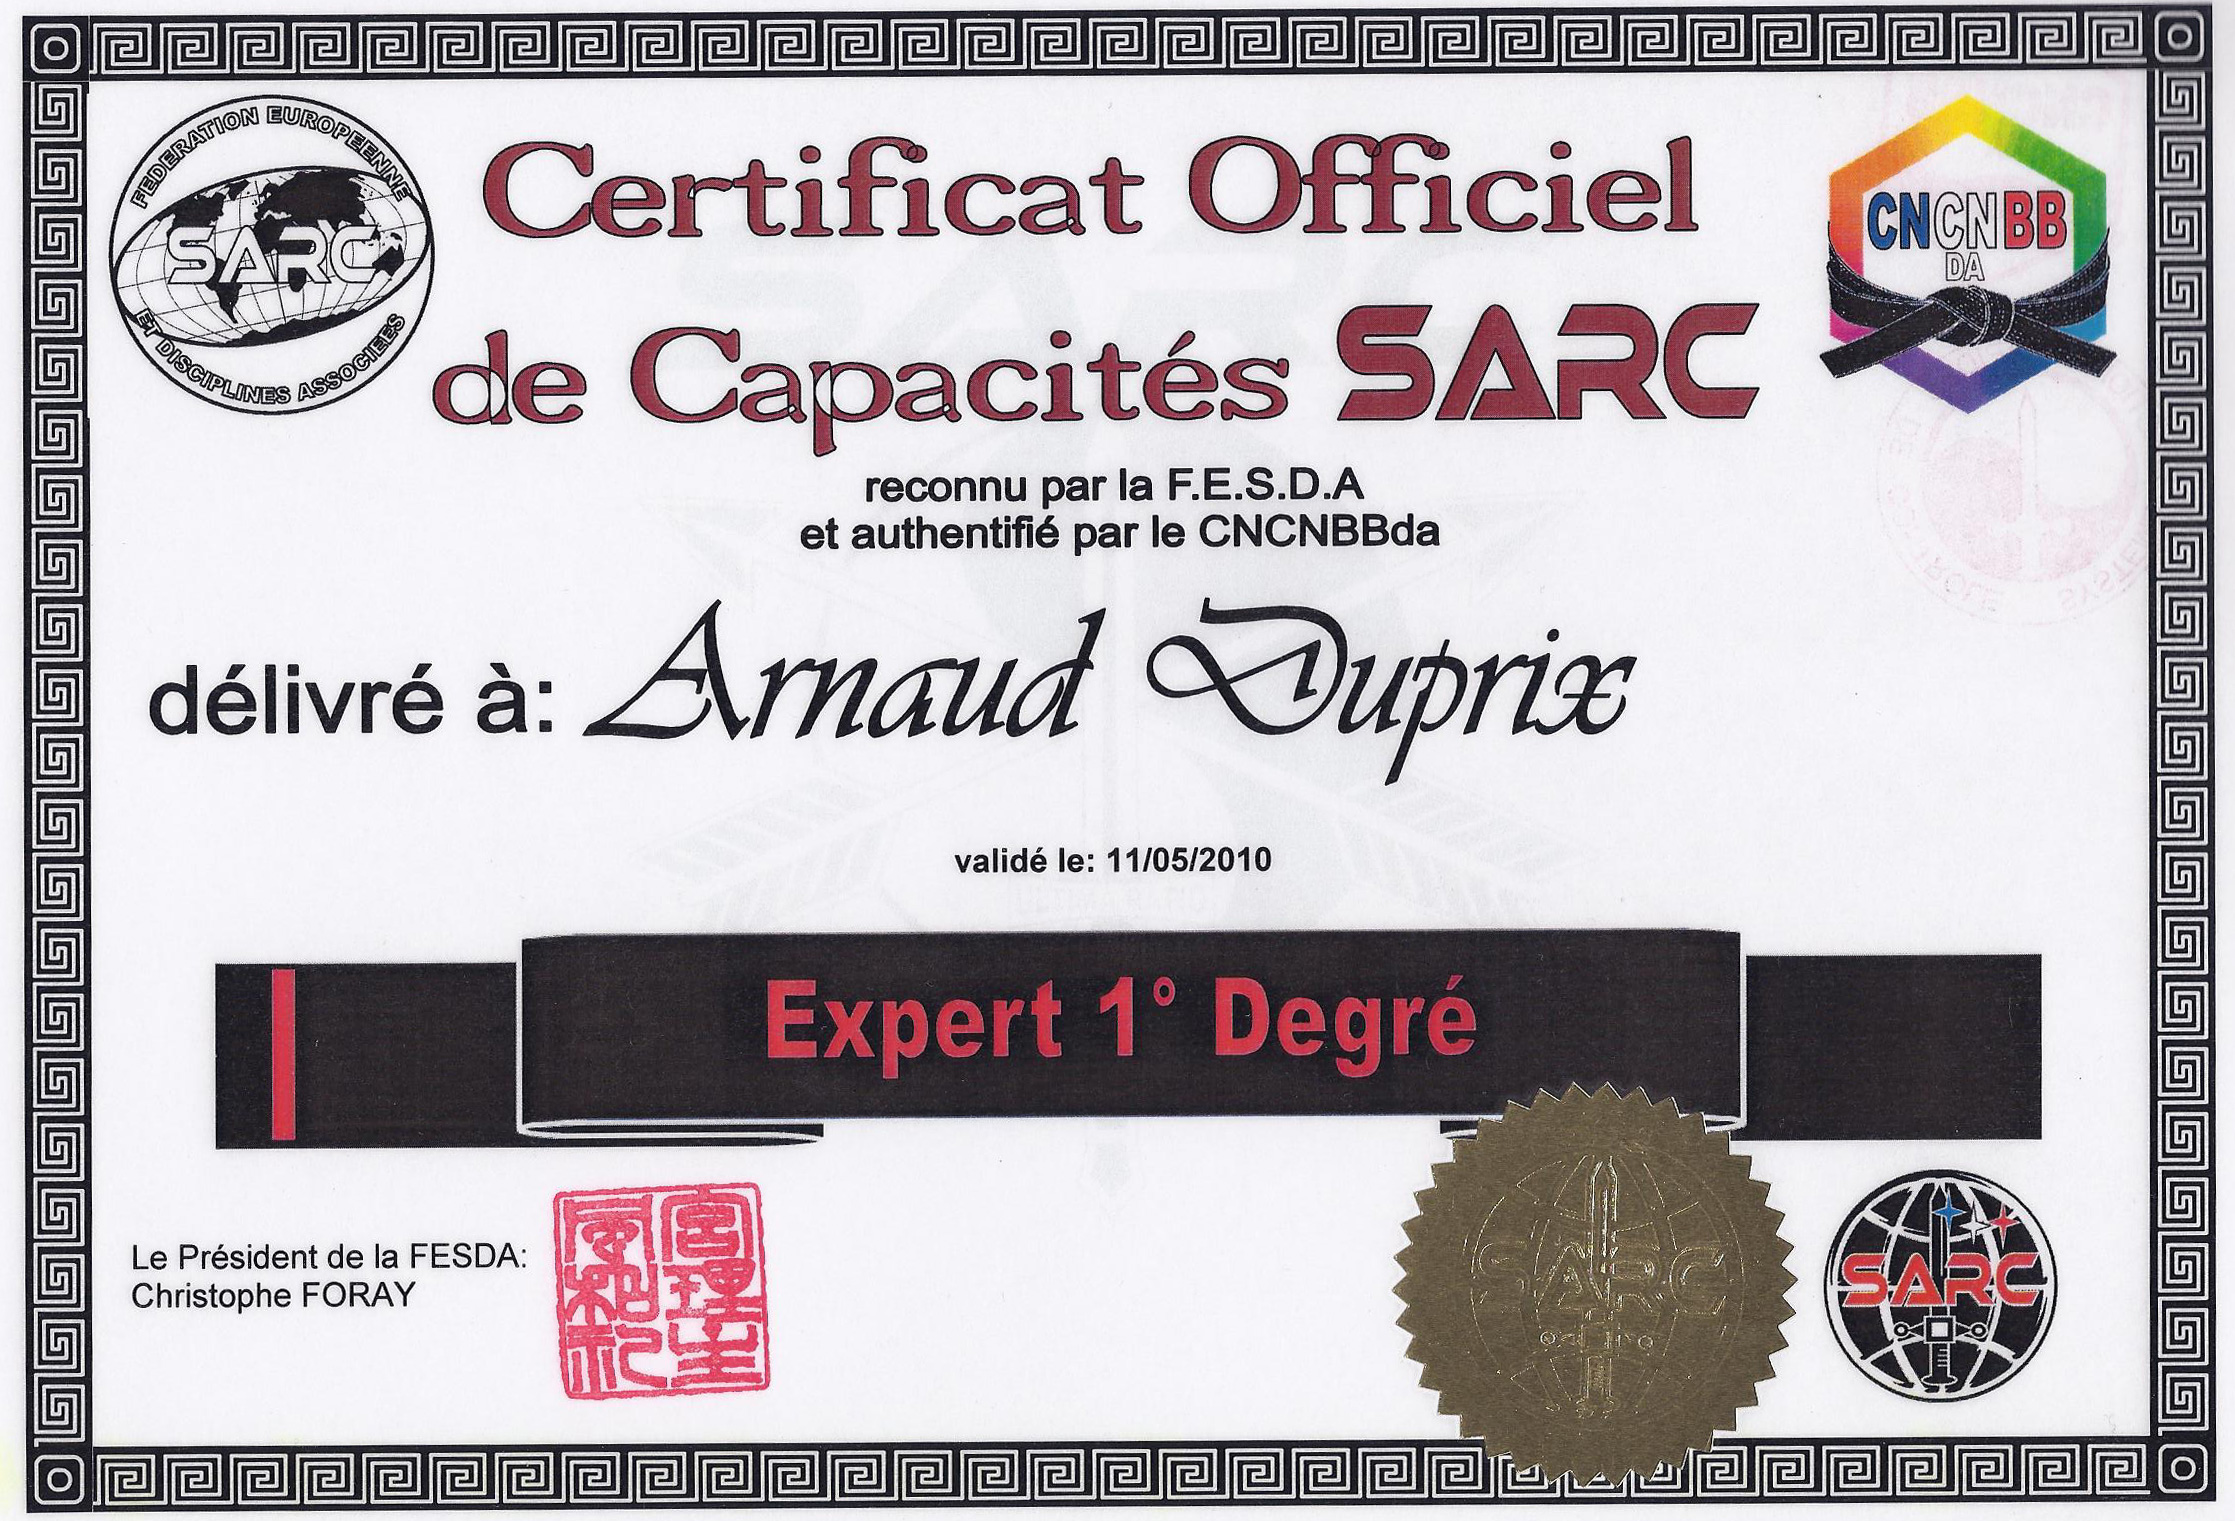 FEDERATION EUROPEENNE
SARC
ET DISCIPLINES ASSOCIEES
Certificat Officiel
de Capacités SARC
CNCNBB
DA
reconnu par la F.E.S.D.A
et authentifié par le CNCNBBda
délivré à: Arnaud Duprix
validé le: 11/05/2010
Expert 1° Degré
Le Président de la FESDA:
Christophe FORAY
SARC
SARC